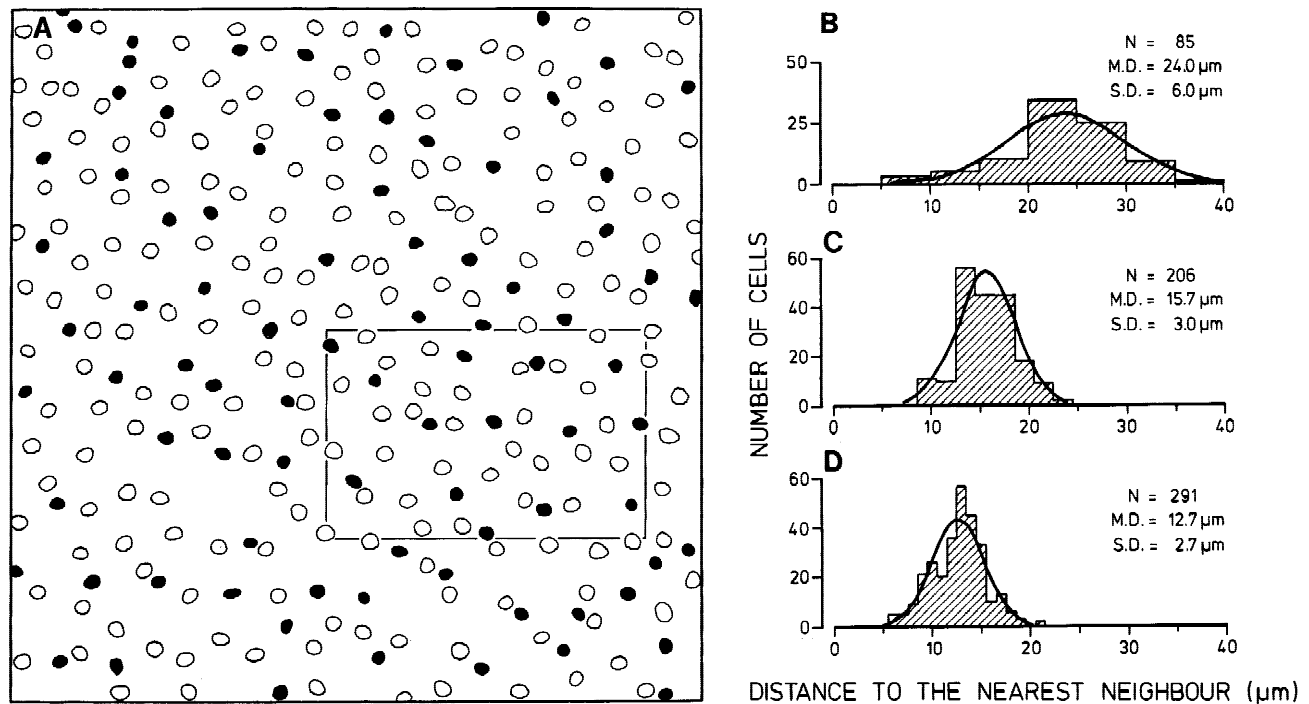 A
B
N = 85
M.D. = 24.0 µm
S.D. = 6.0 µm
50
25
0
0 10 20 30 40
C
N = 206
M.D. = 15.7 µm
S.D. = 3.0 µm
60
40
20
0
0 10 20 30 40
D
N = 291
M.D. = 12.7 µm
S.D. = 2.7 µm
60
40
20
0
0 10 20 30 40
NUMBER OF CELLS
DISTANCE TO THE NEAREST NEIGHBOUR (µm)